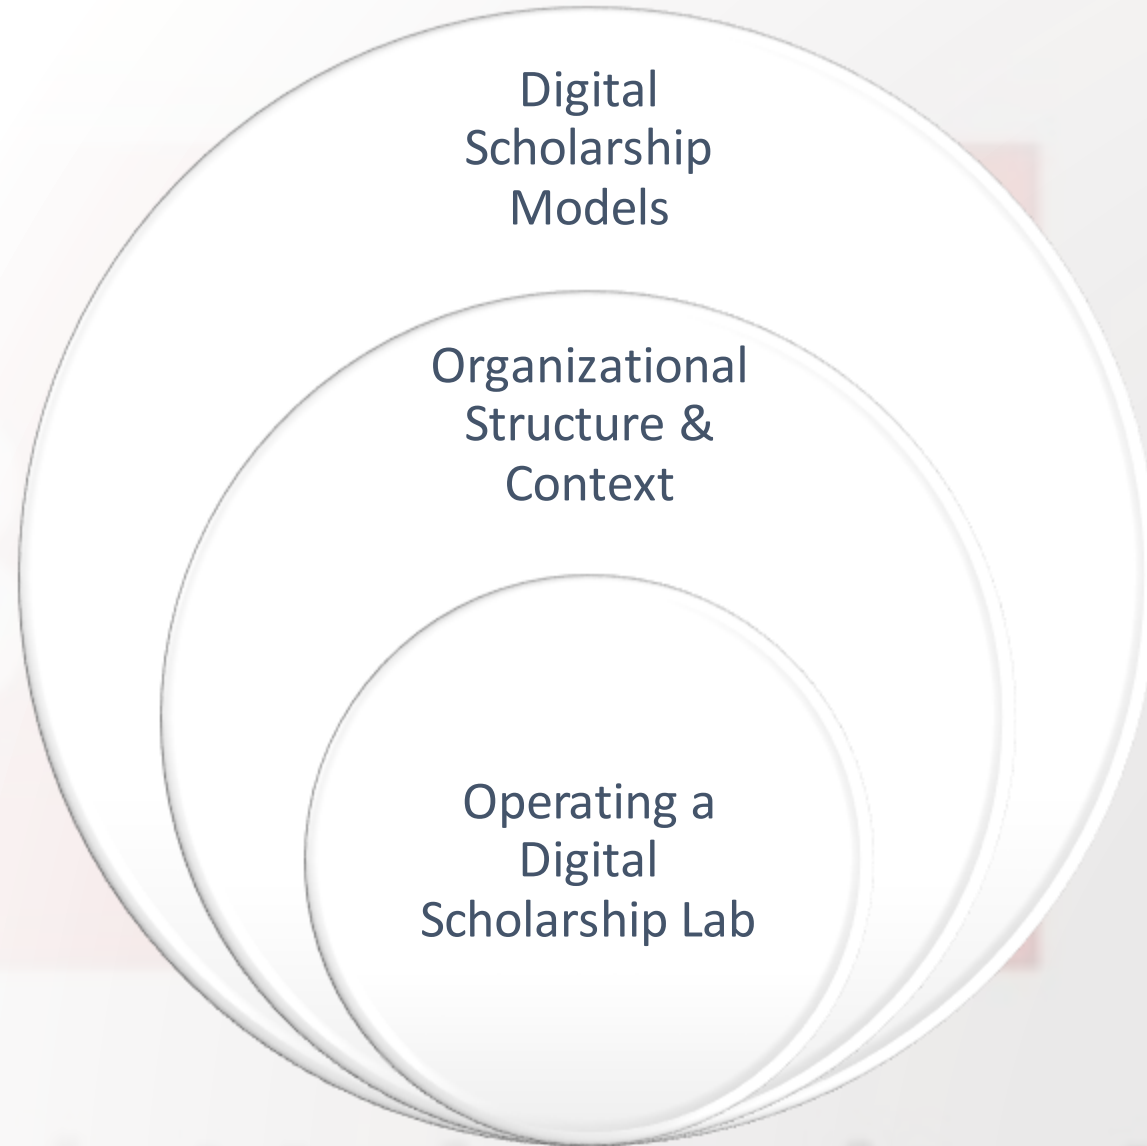 Digital
Scholarship
Models
Organizational
Structure &
Context
Operating a
Digital
Scholarship Lab